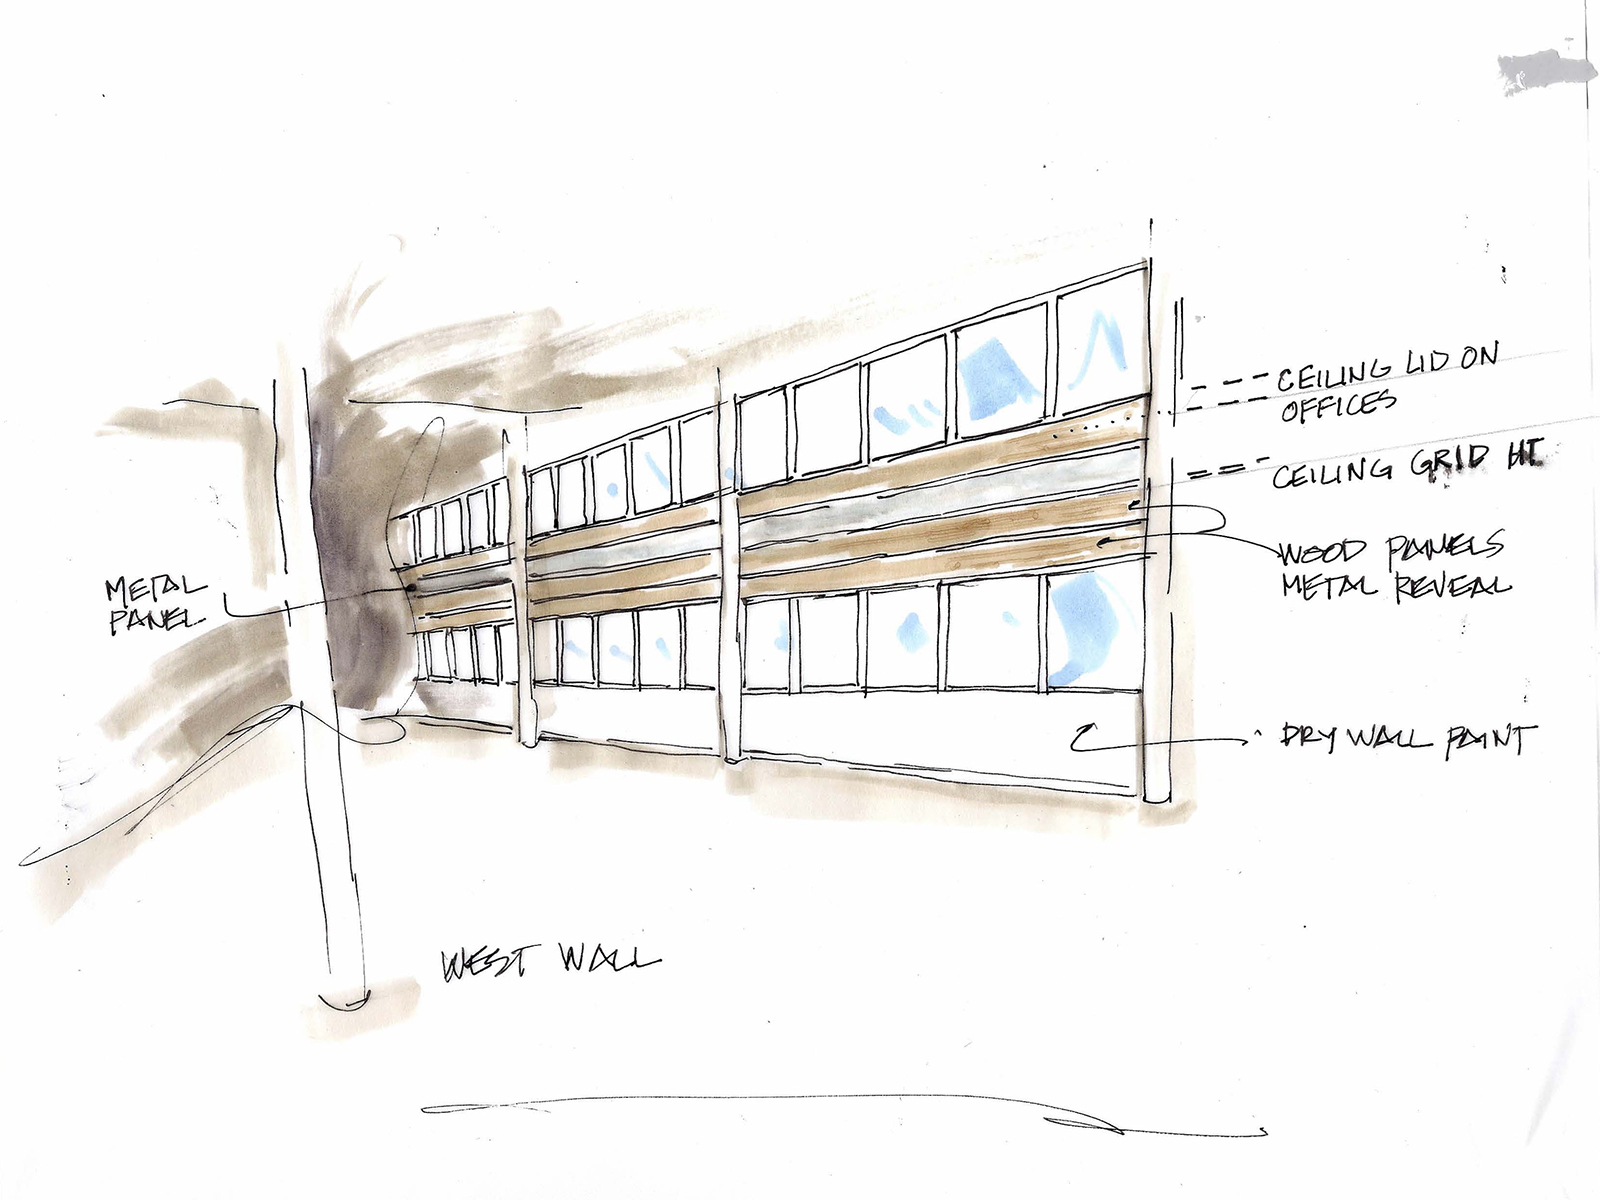 CEILING LID ON
OFFICES
CEILING GRID HT
WOOD PANELS
METAL REVEAL
METAL
PANEL
DRY WALL PAINT
WEST WALL